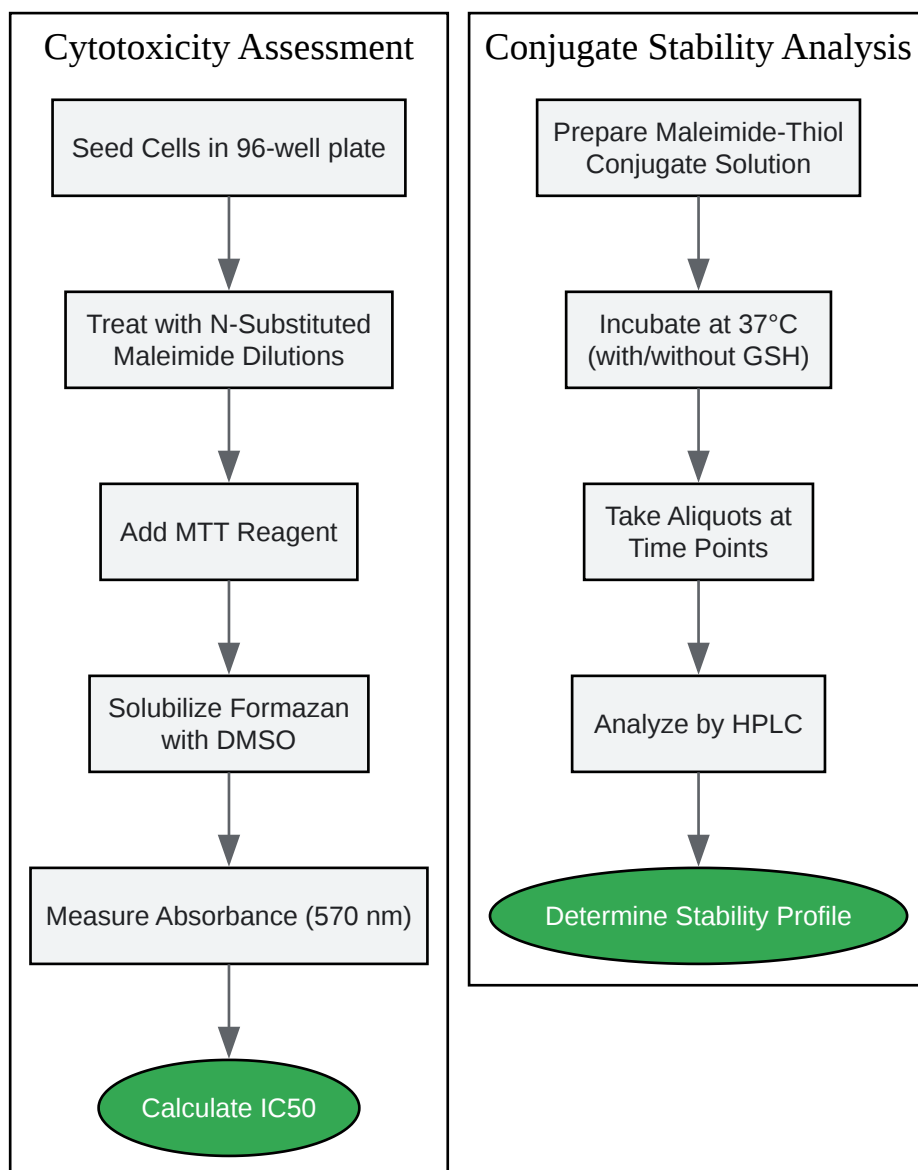 Cytotoxicity Assessment
Seed Cells in 96-well plate
Treat with N-Substituted
Maleimide Dilutions
Add MTT Reagent
Solubilize Formazan
with DMSO
Measure Absorbance (570 nm)
Calculate IC50
Conjugate Stability Analysis
Prepare Maleimide-Thiol
Conjugate Solution
Incubate at 37°C
(with/without GSH)
Take Aliquots at
Time Points
Analyze by HPLC
Determine Stability Profile